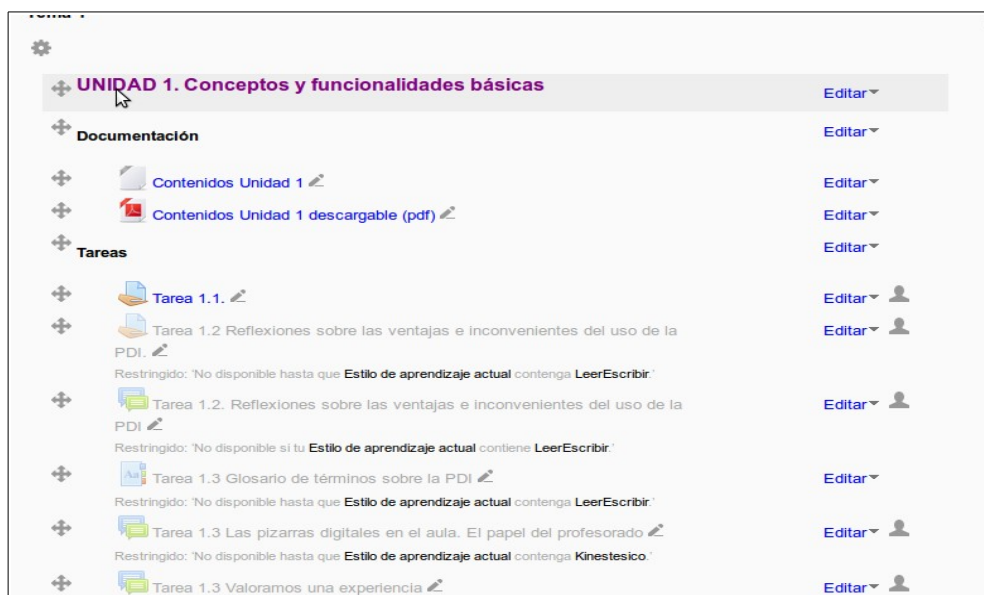 UNIDAD 1. Conceptos y funcionalidades básicas
Editar
Documentación
Editar
Contenidos Unidad 1
Editar
Contenidos Unidad 1 descargable (pdf)
Editar
Tareas
Editar
Tarea 1.1.
Editar
Tarea 1.2 Reflexiones sobre las ventajas e inconvenientes del uso de la
PDI.
Editar
Restringido: 'No disponible hasta que Estilo de aprendizaje actual contenga LeerEscribir.'
Tarea 1.2. Reflexiones sobre las ventajas e inconvenientes del uso de la
PDI
Editar
Restringido: 'No disponible si tu Estilo de aprendizaje actual contiene LeerEscribir.'
Tarea 1.3 Glosario de términos sobre la PDI
Editar
Restringido: 'No disponible hasta que Estilo de aprendizaje actual contenga LeerEscribir.'
Tarea 1.3 Las pizarras digitales en el aula. El papel del profesorado
Editar
Restringido: 'No disponible hasta que Estilo de aprendizaje actual contenga Kinestesico.'
Tarea 1.3 Valoramos una experiencia
Editar